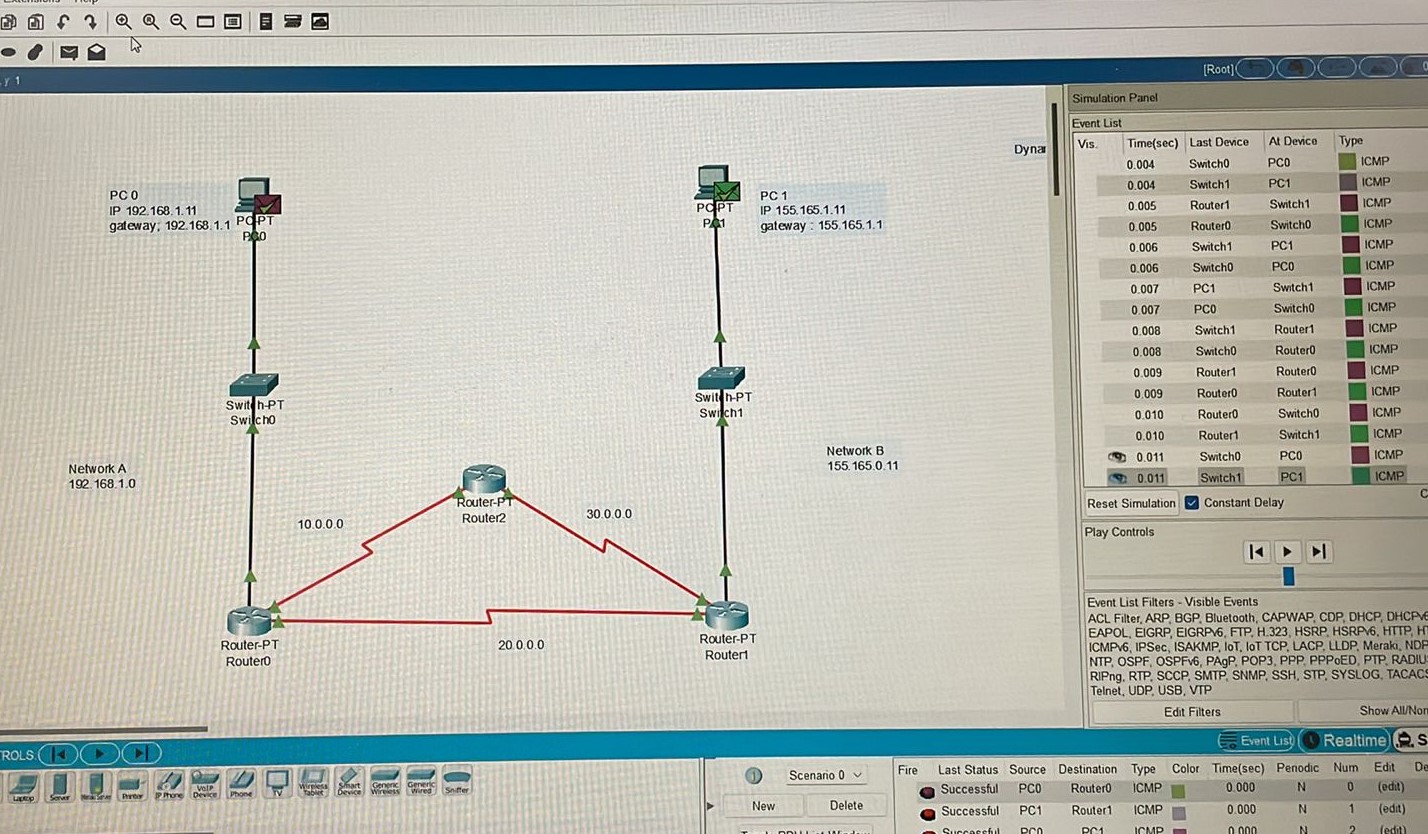 [Root]
Simulation Panel
Event List
Vis. Time(sec) Last Device At Device Type
0.004 Switch0 PC0 ICMP
0.004 Switch1 PC1 ICMP
0.005 Router1 Switch1 ICMP
0.005 Router0 Switch0 ICMP
0.006 Switch1 PC1 ICMP
0.006 Switch0 PC0 ICMP
0.007 PC1 Switch1 ICMP
0.007 PC0 Switch0 ICMP
0.008 Switch1 Router1 ICMP
0.008 Switch0 Router0 ICMP
0.009 Router1 Router0 ICMP
0.009 Router0 Router1 ICMP
0.010 Router0 Switch0 ICMP
0.010 Router1 Switch1 ICMP
0.011 Switch0 PC0 ICMP
0.011 Switch1 PC1 ICMP
Reset Simulation Constant Delay
Play Controls
Event List Filters - Visible Events
ACL Filter, ARP, BGP, Bluetooth, CAPWAP, CDP, DHCP, DHCPv6
EAPOL, EIGRP, EIGRPv6, FTP, H.323, HSRP, HSRPv6, HTTP,
ICMPv6, IPSec, ISAKMP, IoT, IoT TCP, LACP, LLDP, Meraki, NDP
NTP, OSPF, OSPFv6, PAgP, POP3, PPP, PPPoED, PTP, RADIU
RIPng, RTP, SCCP, SMTP, SNMP, SSH, STP, SYSLOG, TACACS
Telnet, UDP, USB, VTP
Edit Filters Show All/Non
Event List Realtime S
Dynar
PC 0
IP 192.168.1.11
gateway; 192.168.1.1
PC-PT
PC0
PC-PT
PC1
PC 1
IP 155.165.1.11
gateway : 155.165.1.1
Switch-PT
Switch0
Switch-PT
Switch1
Network A
192.168.1.0
Network B
155.165.0.11
Router-PT
Router2
10.0.0.0
30.0.0.0
Router-PT
Router0
20.0.0.0
Router-PT
Router1
ROLS
Laptop Server Printer IP Phone VoIP Device Phone TV Wireless Tablet Smart Device Generic Wireless Generic Wired Sniffer
Scenario 0
New Delete
Fire Last Status Source Destination Type Color Time(sec) Periodic Num Edit De
Successful PC0 Router0 ICMP 0.000 N 0 (edit)
Successful PC1 Router1 ICMP 0.000 N 1 (edit)
Successful PC0 PC1 ICMP 0.000 N 2 (edit)